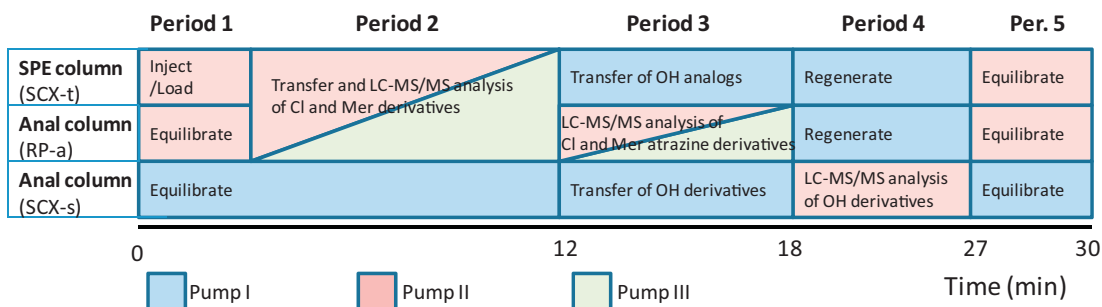 Period 1 Period 2 Period 3 Period 4 Per. 5
SPE column
(SCX-t)
Inject
/Load
Transfer and LC-MS/MS analysis
of Cl and Mer derivatives
Transfer of OH analogs
Regenerate
Equilibrate
Anal column
(RP-a)
Equilibrate
LC-MS/MS analysis of
Cl and Mer atrazine derivatives
Regenerate
Equilibrate
Anal column
(SCX-s)
Equilibrate
Transfer of OH derivatives
LC-MS/MS analysis
of OH derivatives
Equilibrate
0 12 18 27 30
Pump I Pump II Pump III Time (min)